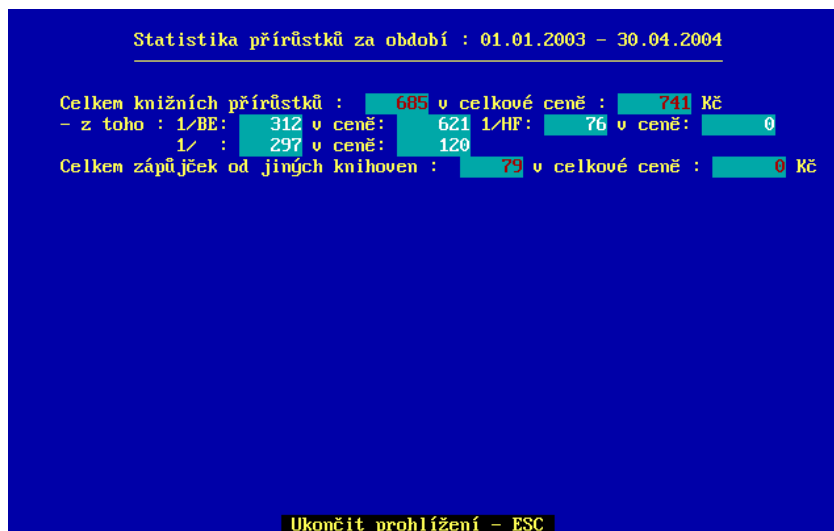 Statistika přírůstků za období : 01.01.2003 - 30.04.2004
Celkem knižních přírůstků : 685 v celkové ceně : 741 Kč
- z toho : 1/BE: 312 v ceně: 621 1/HF: 76 v ceně: 0
1/ : 297 v ceně: 120
Celkem zápůjček od jiných knihoven : 79 v celkové ceně : 0 Kč
Ukončit prohlížení - ESC